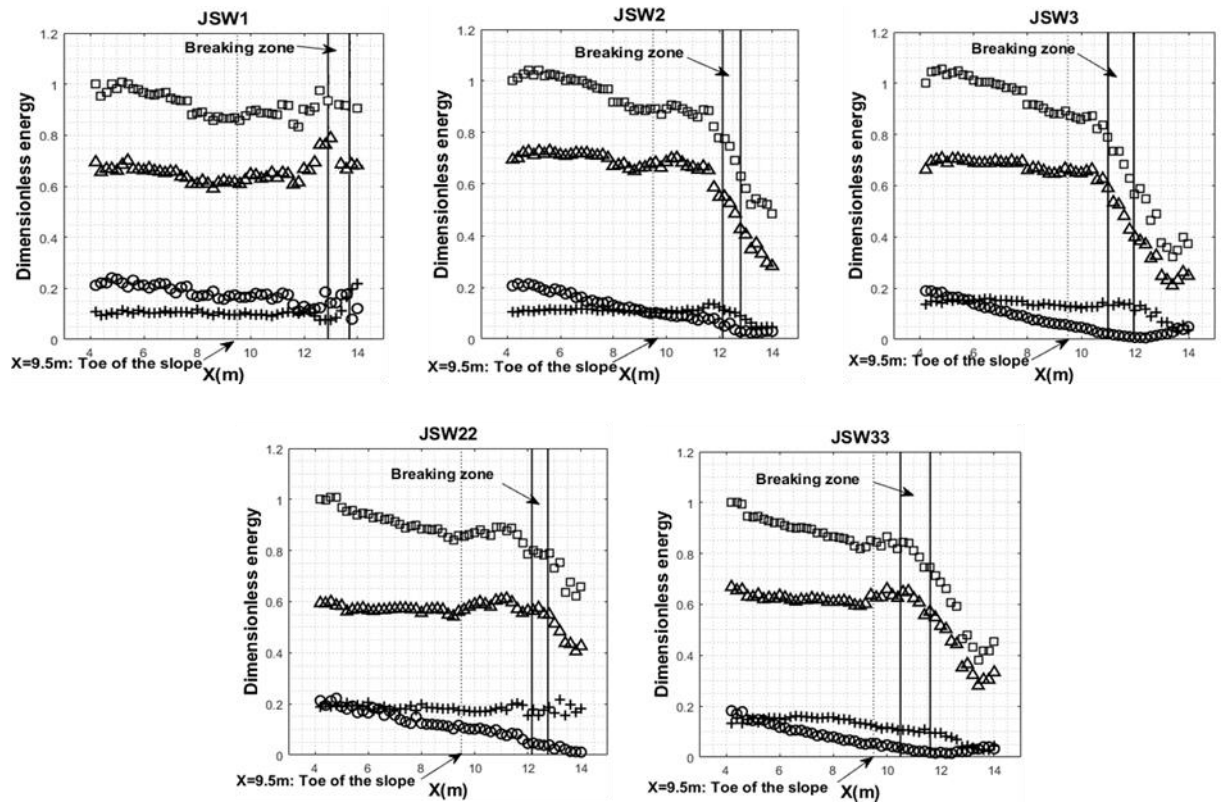 JSW1
1.2
1
0.8
0.6
0.4
0.2
0
Dimensionless energy
Breaking zone
4 6 8 10 12 14
X=9.5m: Toe of the slope
X(m)
JSW2
1.2
1
0.8
0.6
0.4
0.2
0
Dimensionless energy
Breaking zone
4 6 8 10 12 14
X=9.5m: Toe of the slope
X(m)
JSW3
1.2
1
0.8
0.6
0.4
0.2
0
Dimensionless energy
Breaking zone
4 6 8 10 12 14
X=9.5m: Toe of the slope
X(m)
JSW22
1.2
1
0.8
0.6
0.4
0.2
0
Dimensionless energy
Breaking zone
4 6 8 10 12 14
X=9.5m: Toe of the slope
X(m)
JSW33
1.2
1
0.8
0.6
0.4
0.2
0
Dimensionless energy
Breaking zone
4 6 8 10 12 14
X=9.5m: Toe of the slope
X(m)